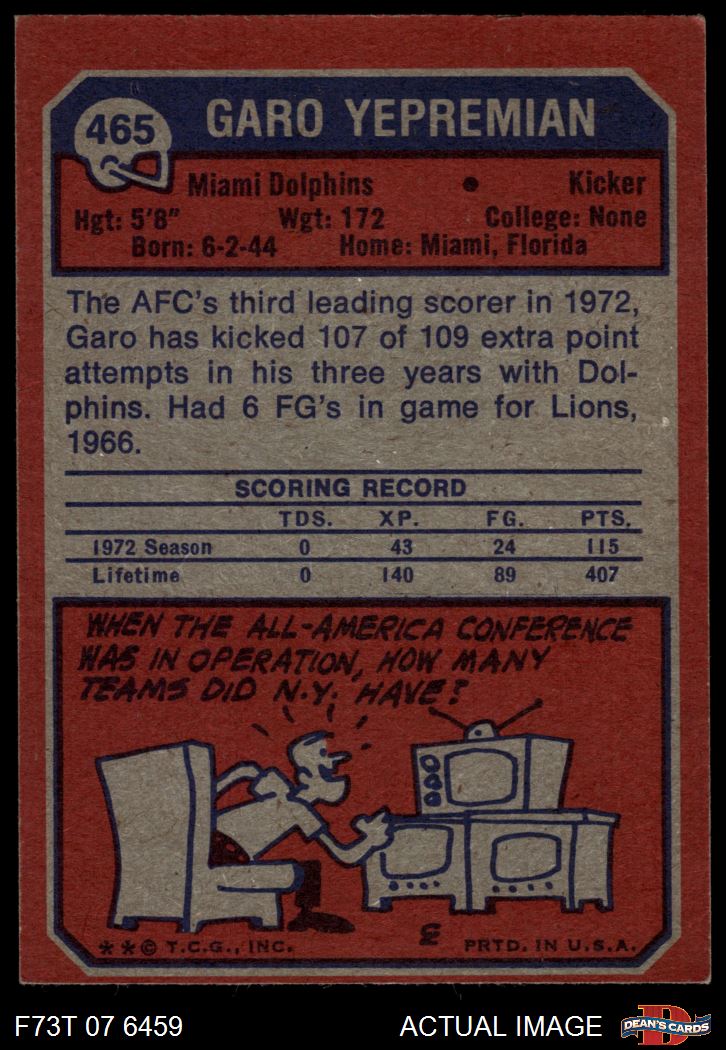 465
GARO YEPREMIAN
Miami Dolphins • Kicker
Hgt: 5'8" Wgt: 172 College: None
Born: 6-2-44 Home: Miami, Florida
The AFC's third leading scorer in 1972,
Garo has kicked 107 of 109 extra point
attempts in his three years with Dol-
phins. Had 6 FG's in game for Lions,
1966.
SCORING RECORD
TDS. XP. FG. PTS.
1972 Season 0 43 24 115
Lifetime 0 140 89 407
WHEN THE ALL-AMERICA CONFERENCE
WAS IN OPERATION, HOW MANY
TEAMS DID N.Y. HAVE?
**© T.C.G., INC. PRTD. IN U.S.A.
F73T 07 6459 ACTUAL IMAGE
D
DEAN'S CARDS